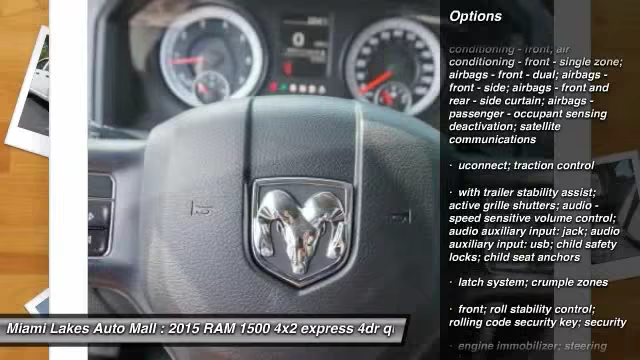 Options
conditioning - front; air
conditioning - front - single zone;
airbags - front - dual; airbags -
front - side; airbags - front and
rear - side curtain; airbags -
passenger - occupant sensing
deactivation; satellite
communications
· uconnect; traction control
· with trailer stability assist;
active grille shutters; audio -
speed sensitive volume control;
audio auxiliary input: jack; audio
auxiliary input: usb; child safety
locks; child seat anchors
· latch system; crumple zones
· front; roll stability control;
rolling code security key; security
· engine immobilizer; steering
Miami Lakes Auto Mall : 2015 RAM 1500 4x2 express 4dr q